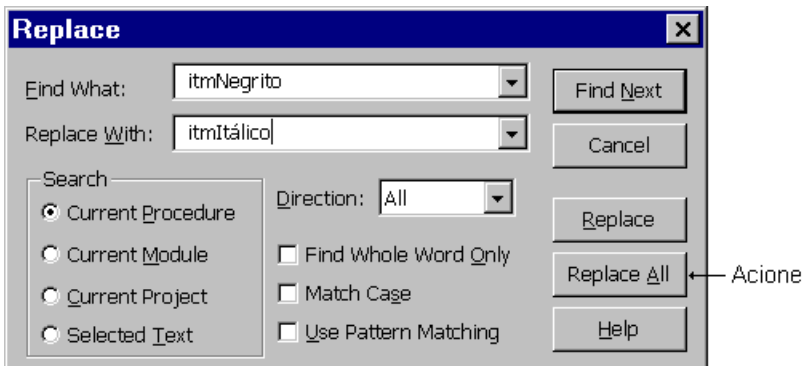 Replace
Find What: itmNegrito
Find Next
Replace With: itmItálico
Cancel
Search
Current Procedure
Direction: All
Replace
Current Module
Find Whole Word Only
Replace All
Acione
Current Project
Match Case
Selected Text
Use Pattern Matching
Help